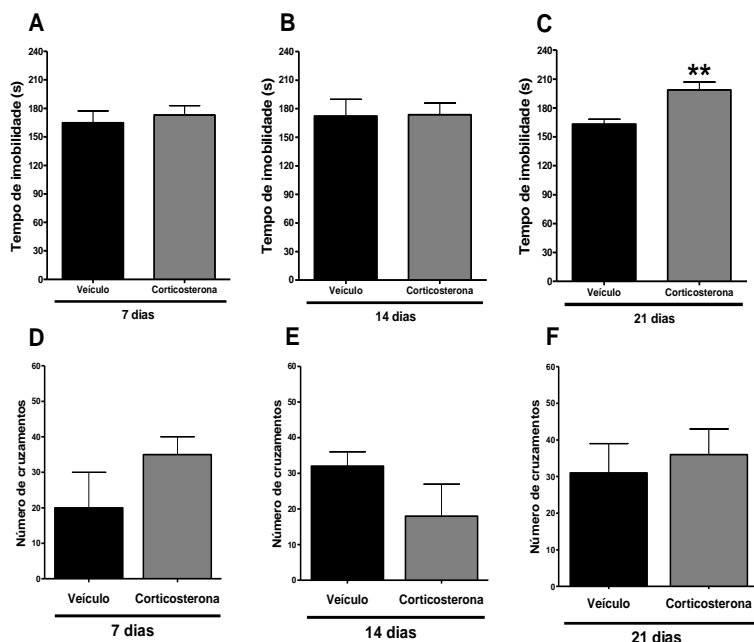 A
Tempo de imobilidade (s)
240
210
180
150
120
90
60
30
0
Veículo
Corticosterona
7 dias
B
Tempo de imobilidade (s)
240
210
180
150
120
90
60
30
0
Veículo
Corticosterona
14 dias
C
Tempo de imobilidade (s)
240
210
180
150
120
90
60
30
0
**
Veículo
Corticosterona
21 dias
D
Número de cruzamentos
60
50
40
30
20
10
0
Veículo
Corticosterona
7 dias
E
Número de cruzamentos
60
50
40
30
20
10
0
Veículo
Corticosterona
14 dias
F
Número de cruzamentos
60
50
40
30
20
10
0
Veículo
Corticosterona
21 dias